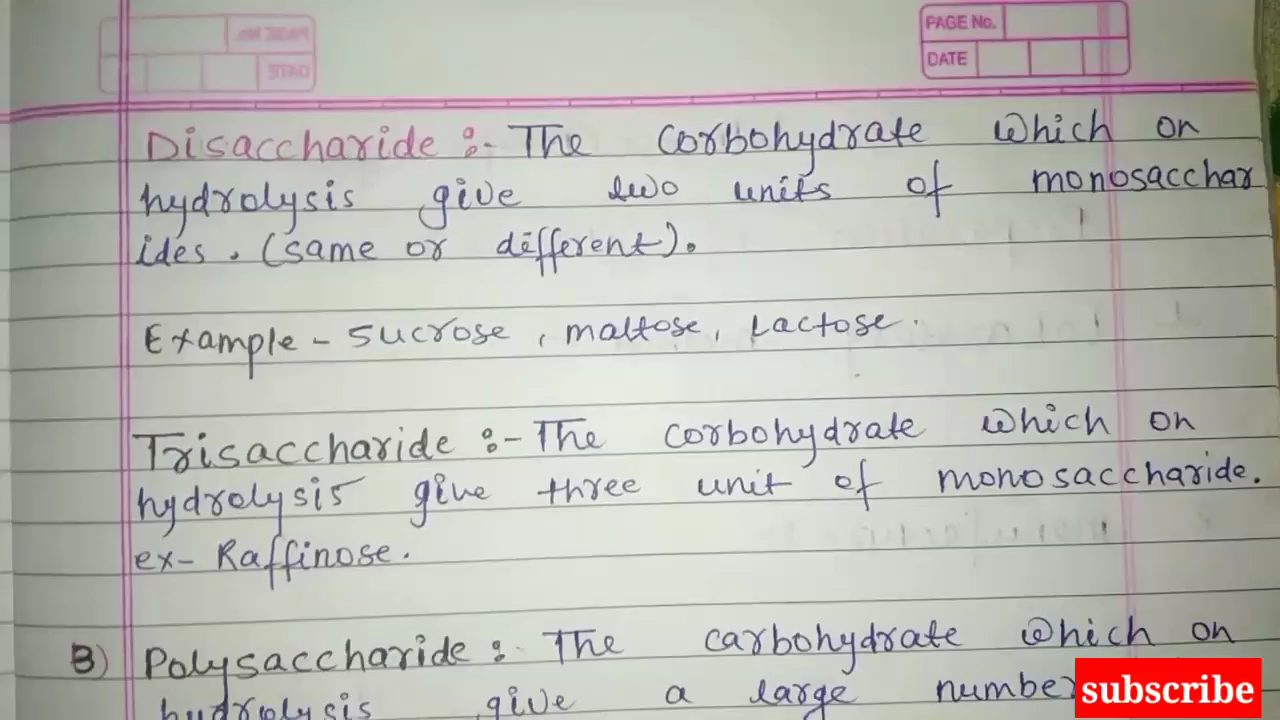 PAGE No.
DATE
Disaccharide :- The corbohydrate which on
hydrolysis give two units of monosacchar
ides. (same or different).
Example - Sucrose, maltose, Lactose.
Trisaccharide :- The corbohydrate which on
hydrolysis give three unit of monosaccharide.
ex- Raffinose.
3) Polysaccharide :- The carbohydrate which on
hydrolysis give a large number
subscribe